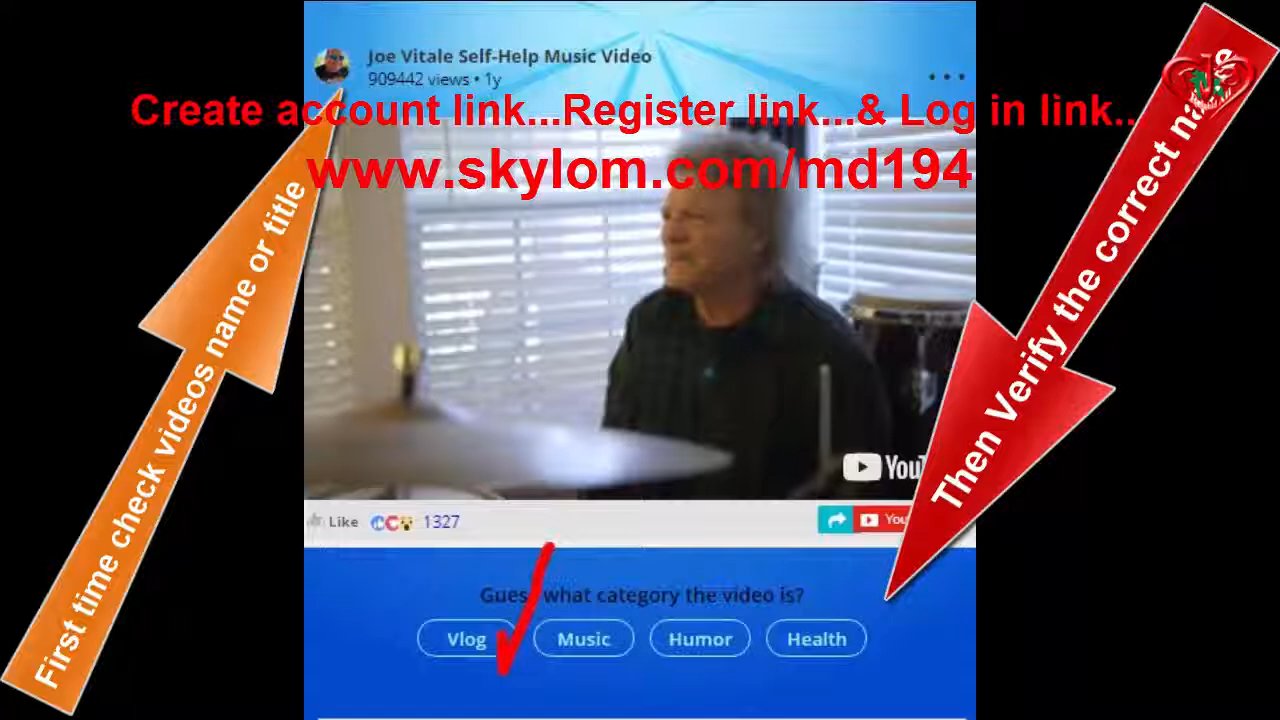 Joe Vitale Self-Help Music Video
909442 views • 1y
Create account link...Register link...& Log in link..
www.skylom.com/md194
First time check videos name or title
Then Verify the correct na
Like 1327
You
Guess what category the video is?
Vlog Music Humor Health